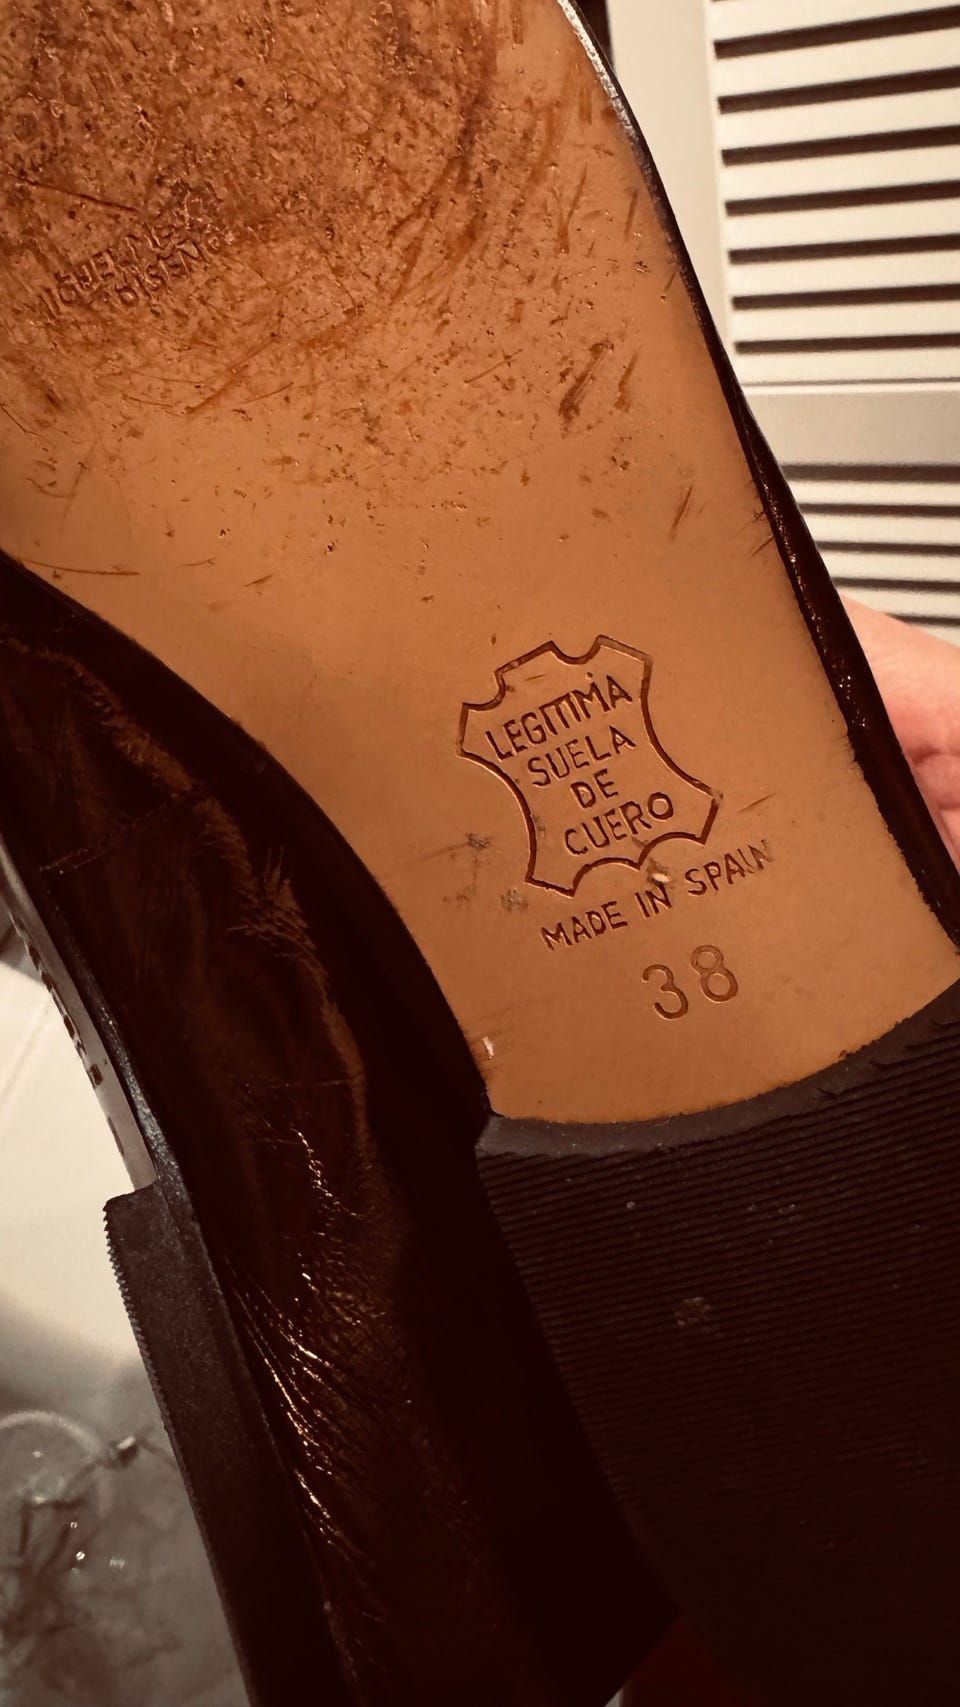 LEGITIMA
SUELA
DE
CUERO
MADE IN SPAIN
38